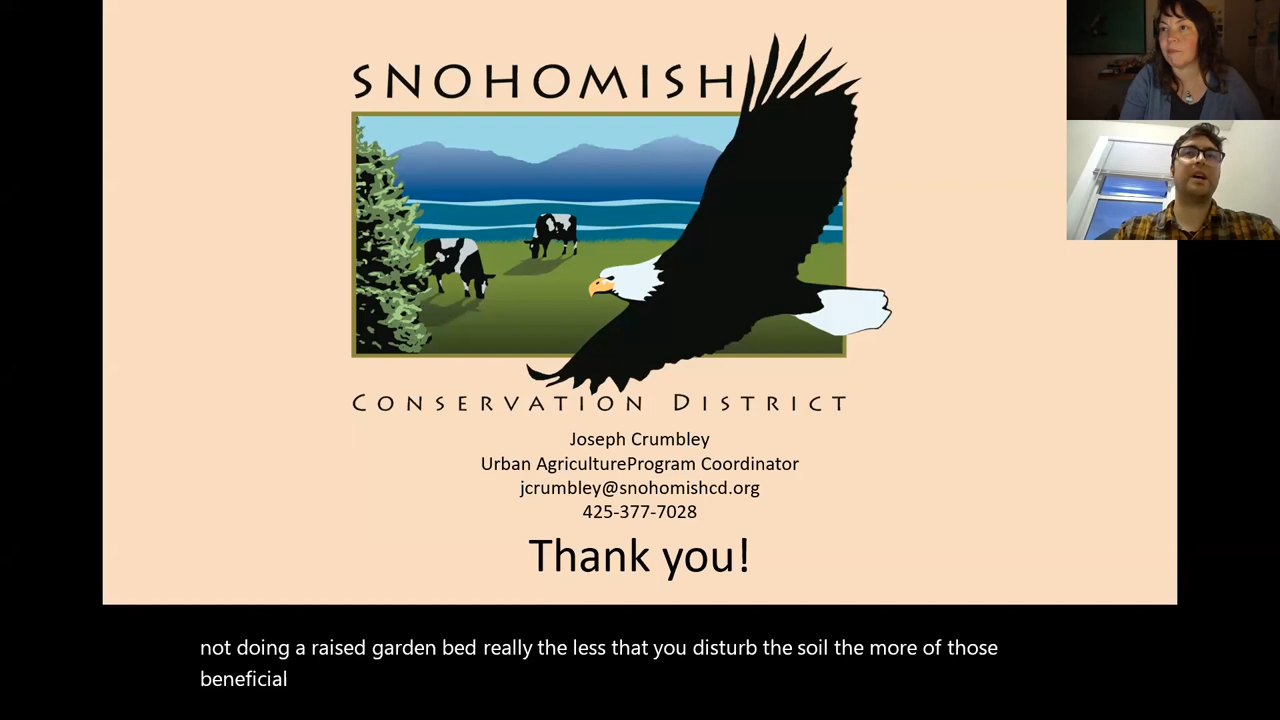 SNOHOMISH
CONSERVATION DISTRICT
Joseph Crumbley
Urban AgricultureProgram Coordinator
jcrumbley@snohomishcd.org
425-377-7028
Thank you!
not doing a raised garden bed really the less that you disturb the soil the more of those
beneficial